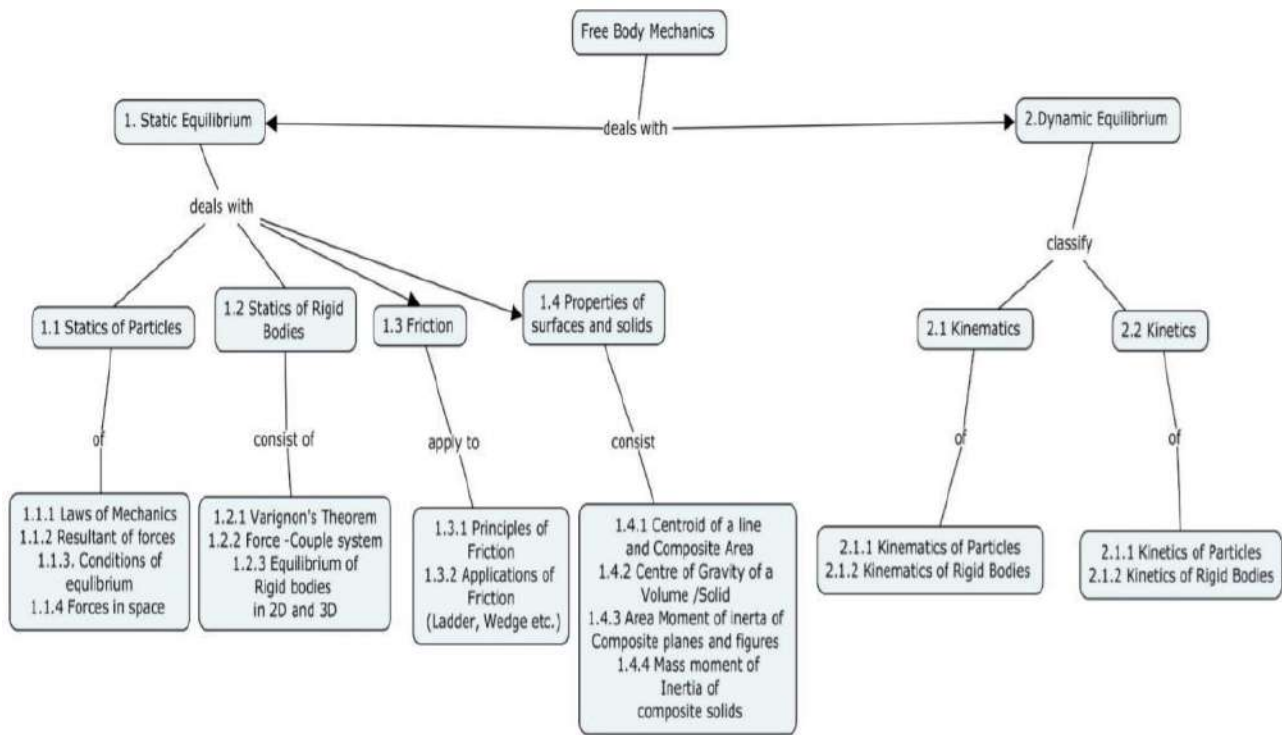 Free Body Mechanics
1. Static Equilibrium
deals with
2.Dynamic Equilibrium
deals with
classify
1.1 Statics of Particles
1.2 Statics of Rigid
Bodies
1.3 Friction
1.4 Properties of
surfaces and solids
2.1 Kinematics
2.2 Kinetics
of
consist of
apply to
consist
of
of
1.1.1 Laws of Mechanics
1.1.2 Resultant of forces
1.1.3. Conditions of
equlibrium
1.1.4 Forces in space
1.2.1 Varignon's Theorem
1.2.2 Force -Couple system
1.2.3 Equilibrium of
Rigid bodies
in 2D and 3D
1.3.1 Principles of
Friction
1.3.2 Applications of
Friction
(Ladder, Wedge etc.)
1.4.1 Centroid of a line
and Composite Area
1.4.2 Centre of Gravity of a
Volume /Solid
1.4.3 Area Moment of inerta of
Composite planes and figures
1.4.4 Mass moment of
Inertia of
composite solids
2.1.1 Kinematics of Particles
2.1.2 Kinematics of Rigid Bodies
2.1.1 Kinetics of Particles
2.1.2 Kinetics of Rigid Bodies